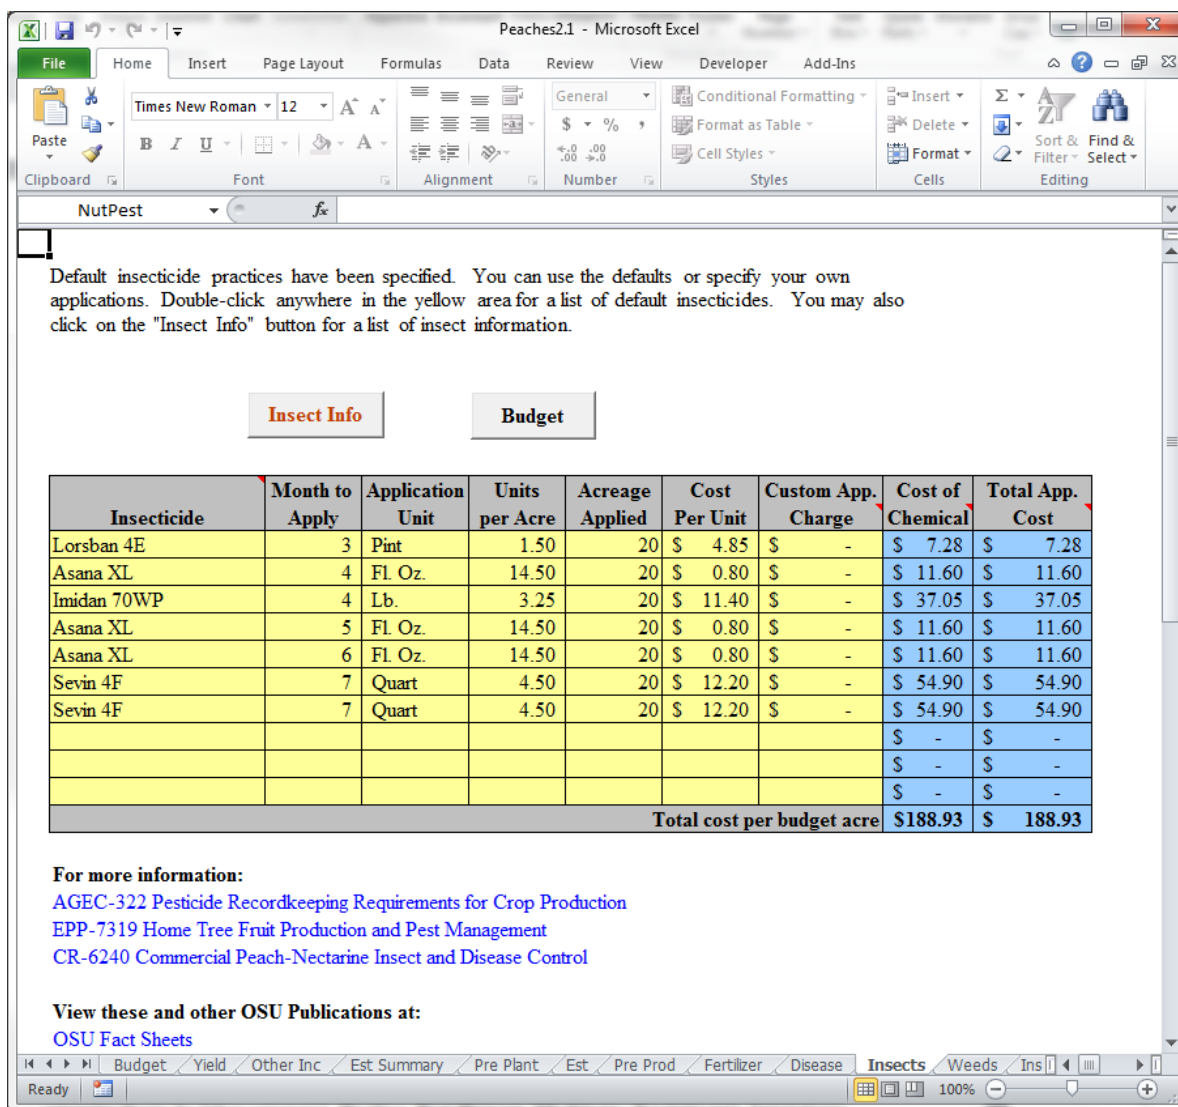 Peaches2.1 - Microsoft Excel
File Home Insert Page Layout Formulas Data Review View Developer Add-Ins
Times New Roman 12 A A General Conditional Formatting Insert Σ
Paste $ % , Format as Table Delete Sort & Find &
B I U A .00 .00 Cell Styles Format Filter Select
Clipboard Font Alignment Number Styles Cells Editing
NutPest fx
Default insecticide practices have been specified. You can use the defaults or specify your own
applications. Double-click anywhere in the yellow area for a list of default insecticides. You may also
click on the "Insect Info" button for a list of insect information.
Insect Info Budget
Month to Application Units Acreage Cost Custom App. Cost of Total App.
Insecticide Apply Unit per Acre Applied Per Unit Charge Chemical Cost
Lorsban 4E 3 Pint 1.50 20 $ 4.85 $ - $ 7.28 $ 7.28
Asana XL 4 Fl. Oz. 14.50 20 $ 0.80 $ - $ 11.60 $ 11.60
Imidan 70WP 4 Lb. 3.25 20 $ 11.40 $ - $ 37.05 $ 37.05
Asana XL 5 Fl. Oz. 14.50 20 $ 0.80 $ - $ 11.60 $ 11.60
Asana XL 6 Fl. Oz. 14.50 20 $ 0.80 $ - $ 11.60 $ 11.60
Sevin 4F 7 Quart 4.50 20 $ 12.20 $ - $ 54.90 $ 54.90
Sevin 4F 7 Quart 4.50 20 $ 12.20 $ - $ 54.90 $ 54.90
$ - $ -
$ - $ -
$ - $ -
Total cost per budget acre $188.93 $ 188.93
For more information:
AGEC-322 Pesticide Recordkeeping Requirements for Crop Production
EPP-7319 Home Tree Fruit Production and Pest Management
CR-6240 Commercial Peach-Nectarine Insect and Disease Control
View these and other OSU Publications at:
OSU Fact Sheets
Budget Yield Other Inc Est Summary Pre Plant Est Pre Prod Fertilizer Disease Insects Weeds Ins
Ready 100%